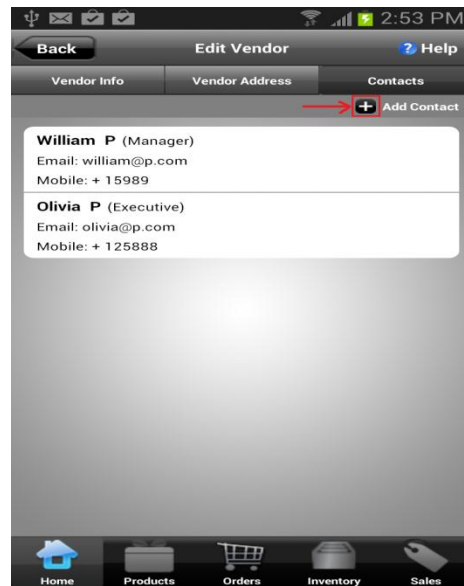 2:53 PM
Back
Edit Vendor
? Help
Vendor Info
Vendor Address
Contacts
+ Add Contact
William P (Manager)
Email: william@p.com
Mobile: + 15989
Olivia P (Executive)
Email: olivia@p.com
Mobile: + 125888
Home
Products
Orders
Inventory
Sales